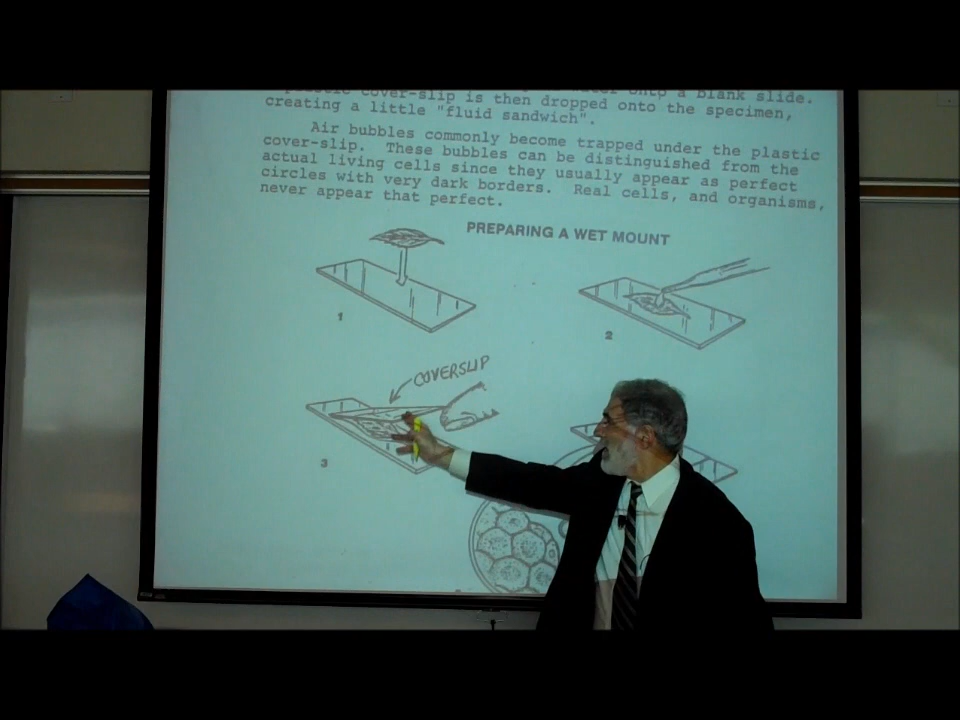 onto a blank slide.
cover-slip is then dropped onto the specimen,
creating a little "fluid sandwich".
Air bubbles commonly become trapped under the plastic
cover-slip. These bubbles can be distinguished from the
actual living cells since they usually appear as perfect
circles with very dark borders. Real cells, and organisms,
never appear that perfect.
PREPARING A WET MOUNT
1
2
COVERSLIP
3